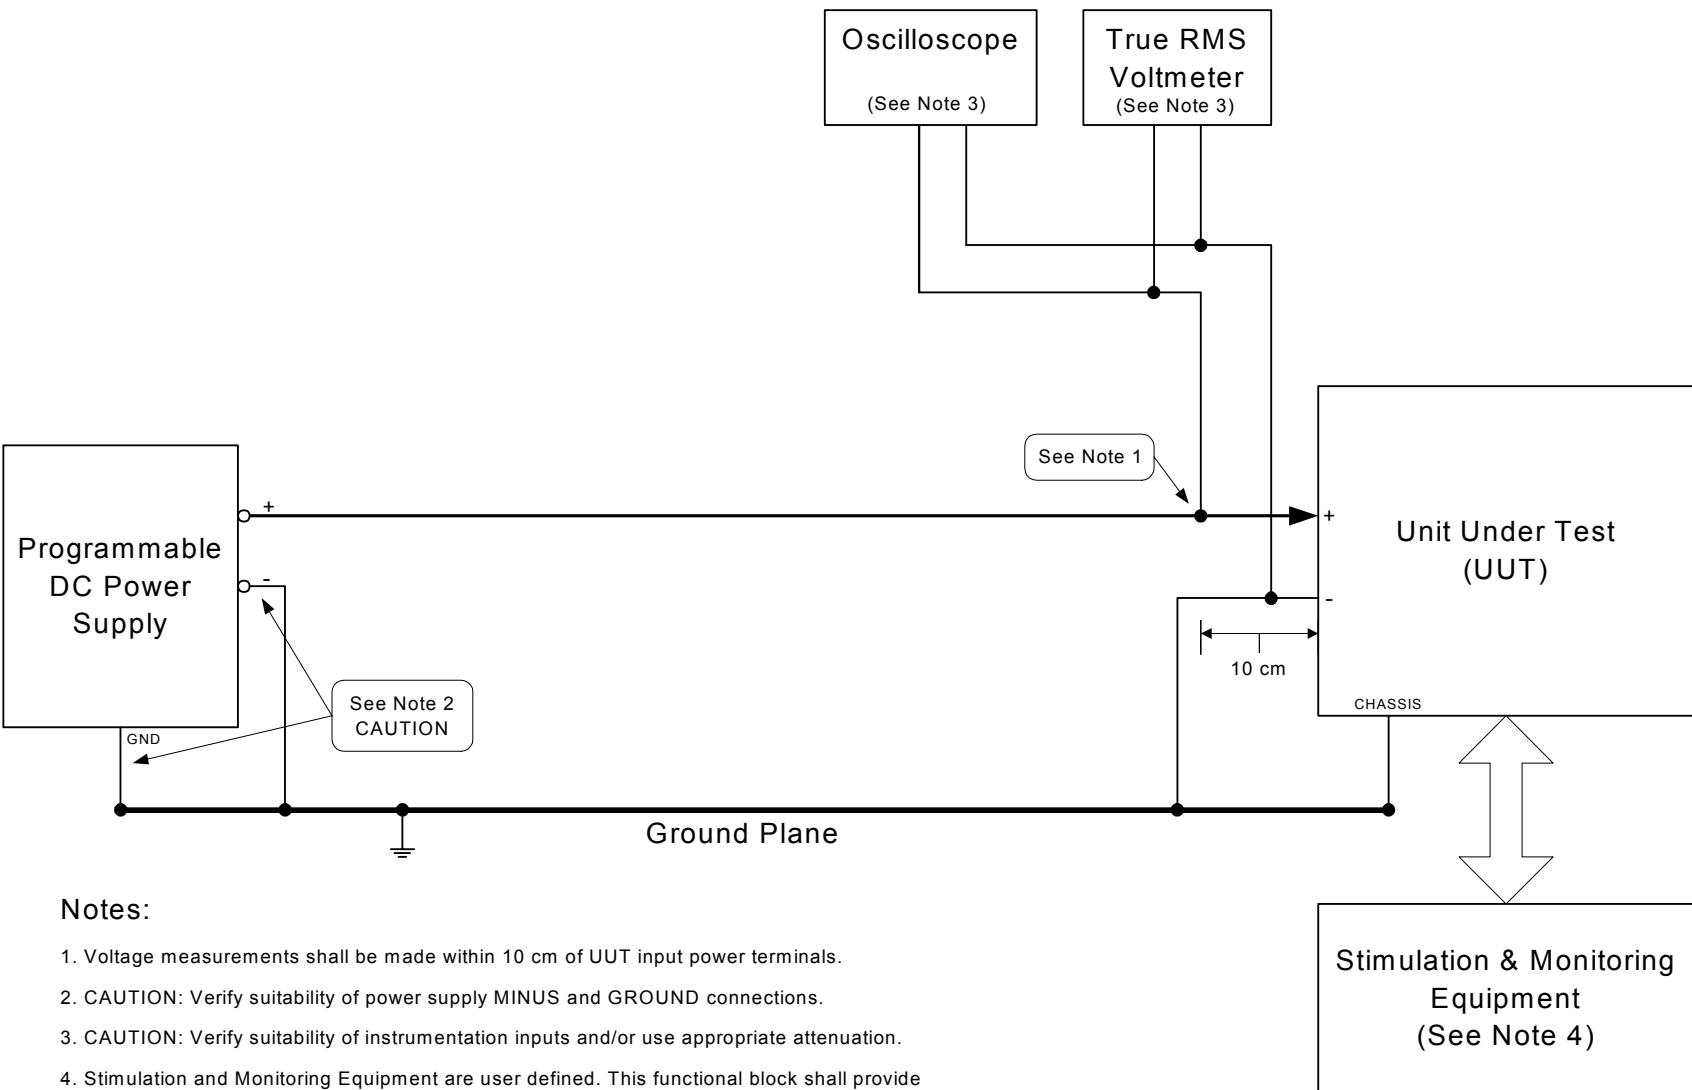 Oscilloscope
(See Note 3)
True RMS
Voltmeter
(See Note 3)
See Note 1
Programmable
DC Power
Supply
+
-
GND
See Note 2
CAUTION
Unit Under Test
(UUT)
+
-
10 cm
CHASSIS
Ground Plane
Stimulation & Monitoring
Equipment
(See Note 4)
Notes:
1. Voltage measurements shall be made within 10 cm of UUT input power terminals.
2. CAUTION: Verify suitability of power supply MINUS and GROUND connections.
3. CAUTION: Verify suitability of instrumentation inputs and/or use appropriate attenuation.
4. Stimulation and Monitoring Equipment are user defined. This functional block shall provide